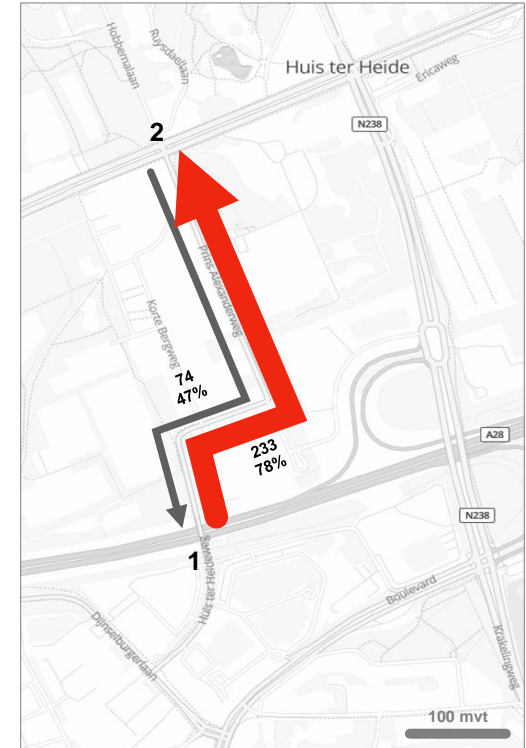 Hobbemalaan
Ruysdaellaan
Huis ter Heide
Ericaweg
N238
2
Prins Alexanderweg
Korte Bergweg
74
47%
233
78%
A28
N238
1
Huis ter Heideweg
Boulevard
Dijnselburgerlaan
Krakelingweg
100 mvt